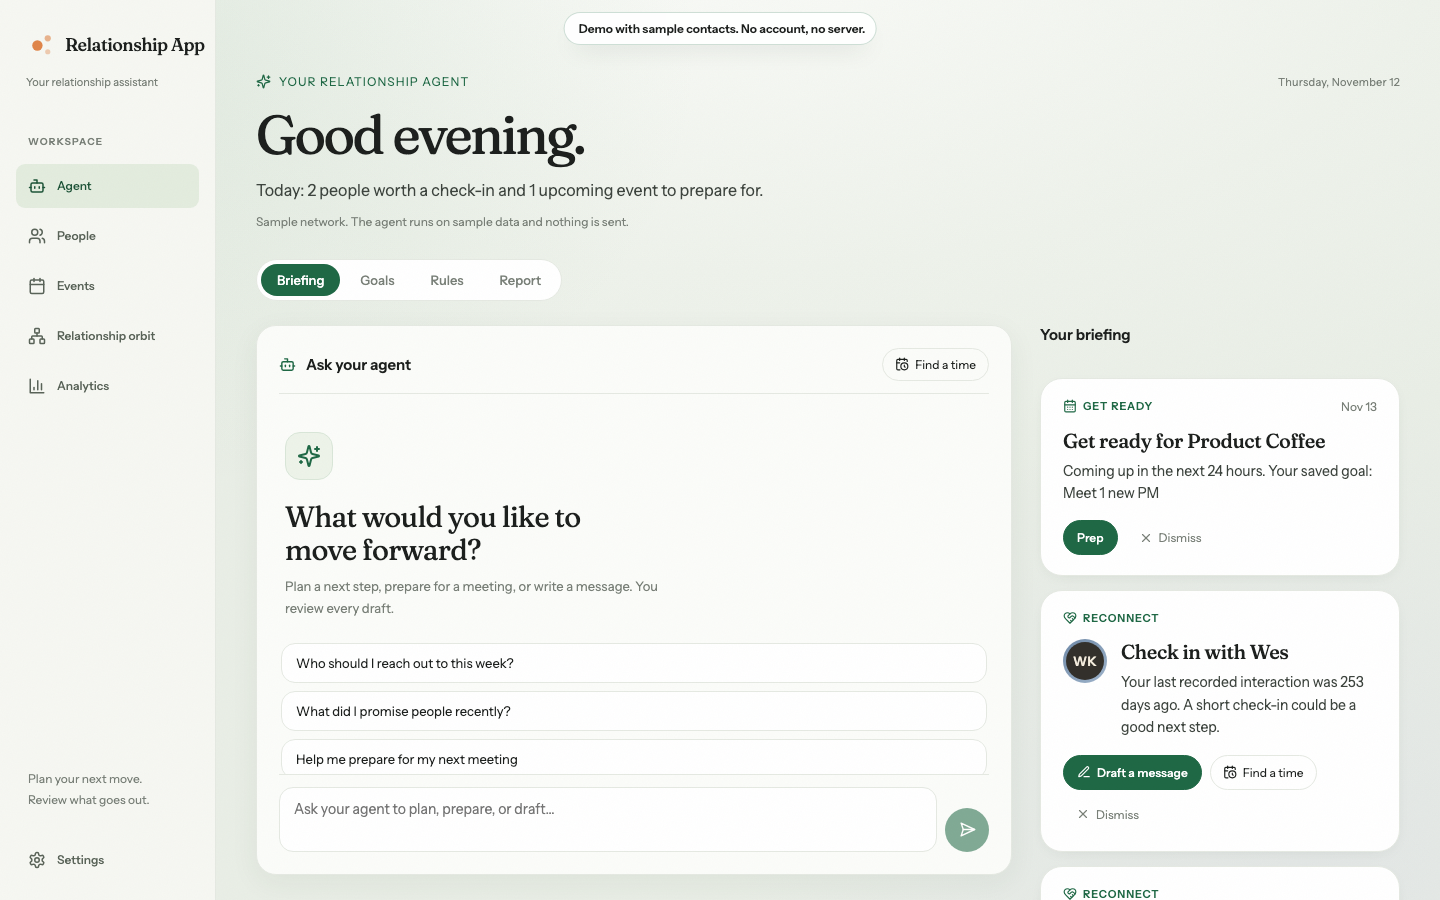 Relationship App
Your relationship assistant
WORKSPACE
Agent
People
Events
Relationship orbit
Analytics
Plan your next move.
Review what goes out.
Settings
Demo with sample contacts. No account, no server.
YOUR RELATIONSHIP AGENT
Thursday, November 12
Good evening.
Today: 2 people worth a check-in and 1 upcoming event to prepare for.
Sample network. The agent runs on sample data and nothing is sent.
Briefing
Goals
Rules
Report
Ask your agent
Find a time
What would you like to
move forward?
Plan a next step, prepare for a meeting, or write a message. You
review every draft.
Who should I reach out to this week?
What did I promise people recently?
Help me prepare for my next meeting
Ask your agent to plan, prepare, or draft...
Your briefing
GET READY
Nov 13
Get ready for Product Coffee
Coming up in the next 24 hours. Your saved goal:
Meet 1 new PM
Prep
Dismiss
RECONNECT
WK
Check in with Wes
Your last recorded interaction was 253
days ago. A short check-in could be a
good next step.
Draft a message
Find a time
Dismiss
RECONNECT